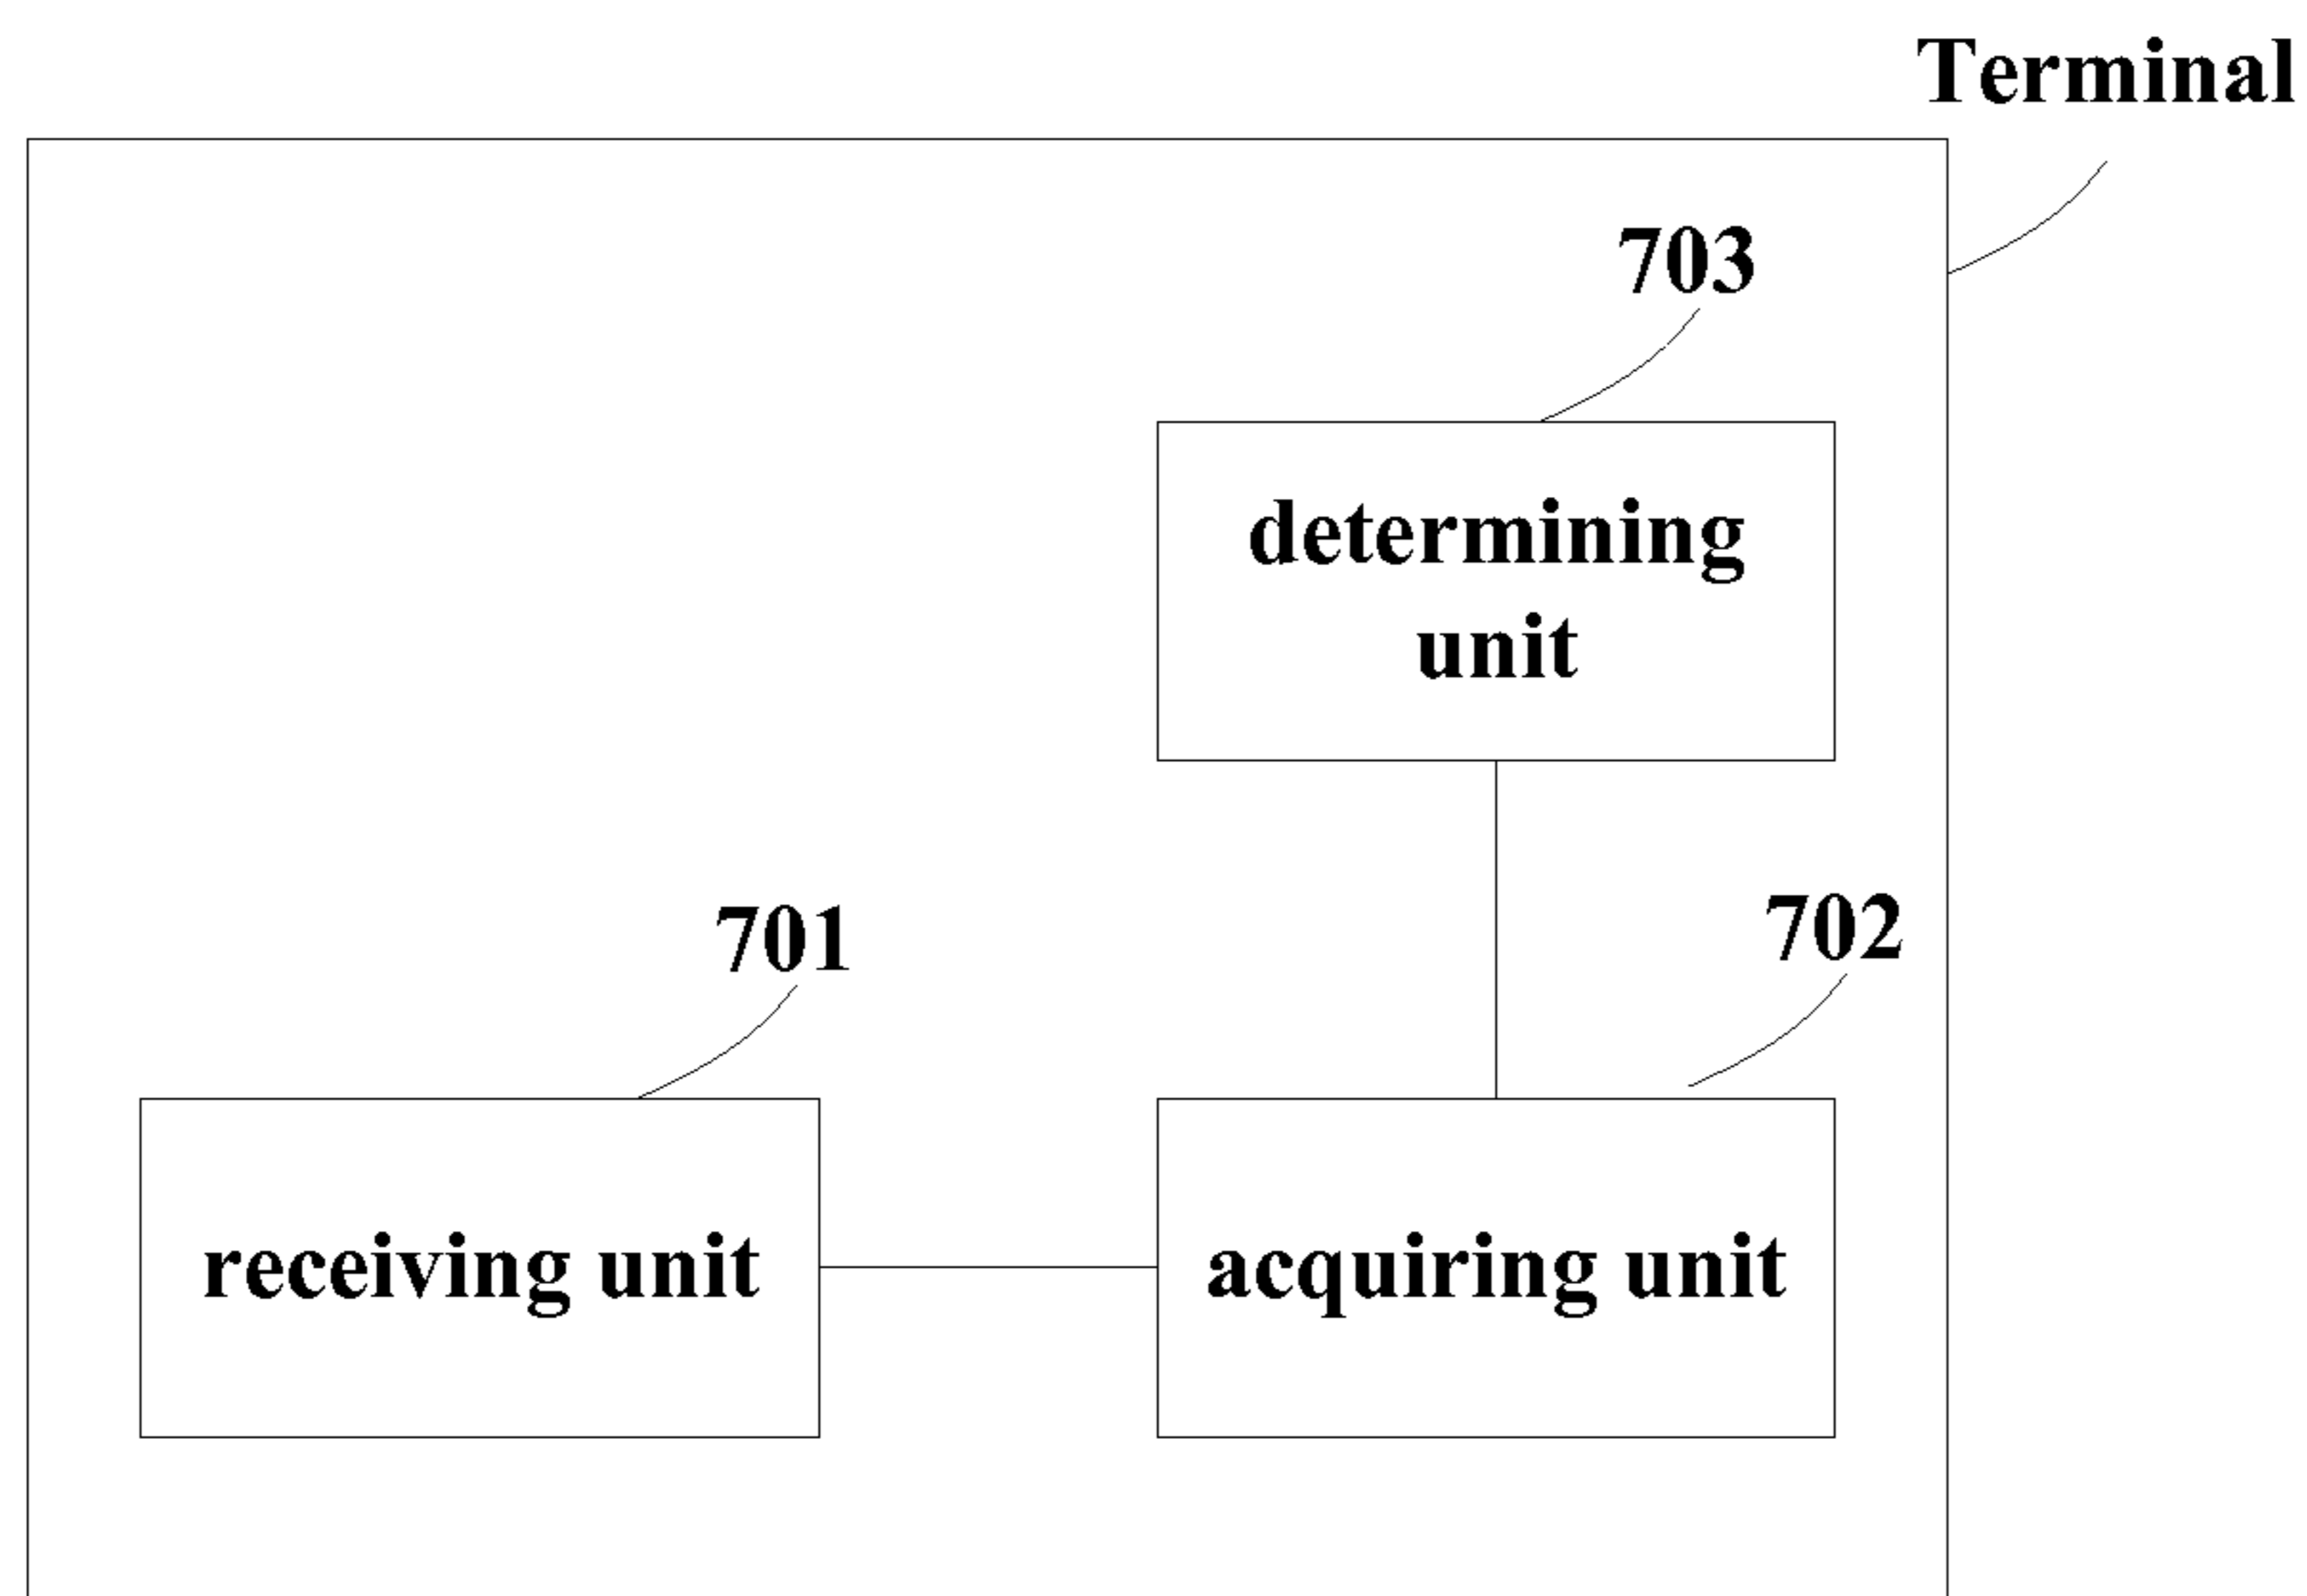 Terminal
703
determining
unit
701
702
receiving unit
acquiring unit